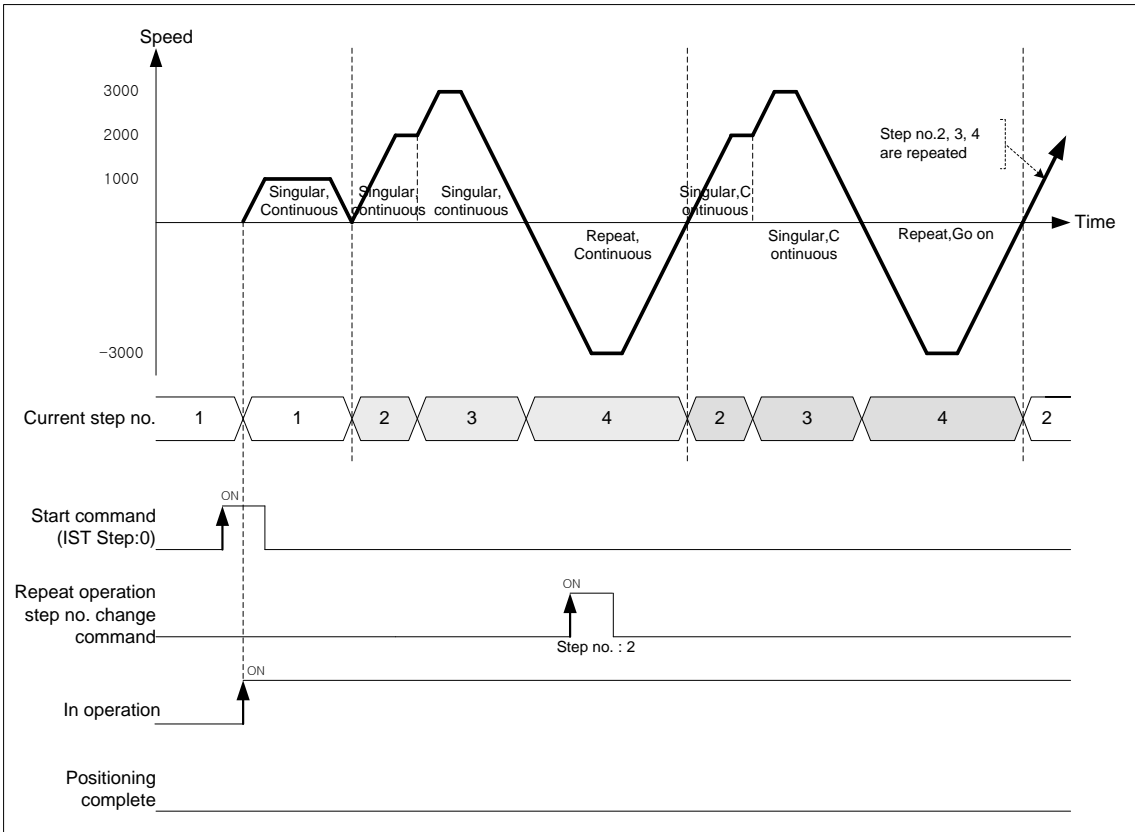 Speed
3000
2000
1000
-3000
Singular,
Continuous
Singular,
continuous
Singular,
continuous
Repeat,
Continuous
Singular,C
ontinuous
Singular,C
ontinuous
Repeat,Go on
Step no.2, 3, 4
are repeated
Time
Current step no.
1
1
2
3
4
2
3
4
2
ON
Start command
(IST Step:0)
Repeat operation
step no. change
command
ON
Step no. : 2
ON
In operation
Positioning
complete